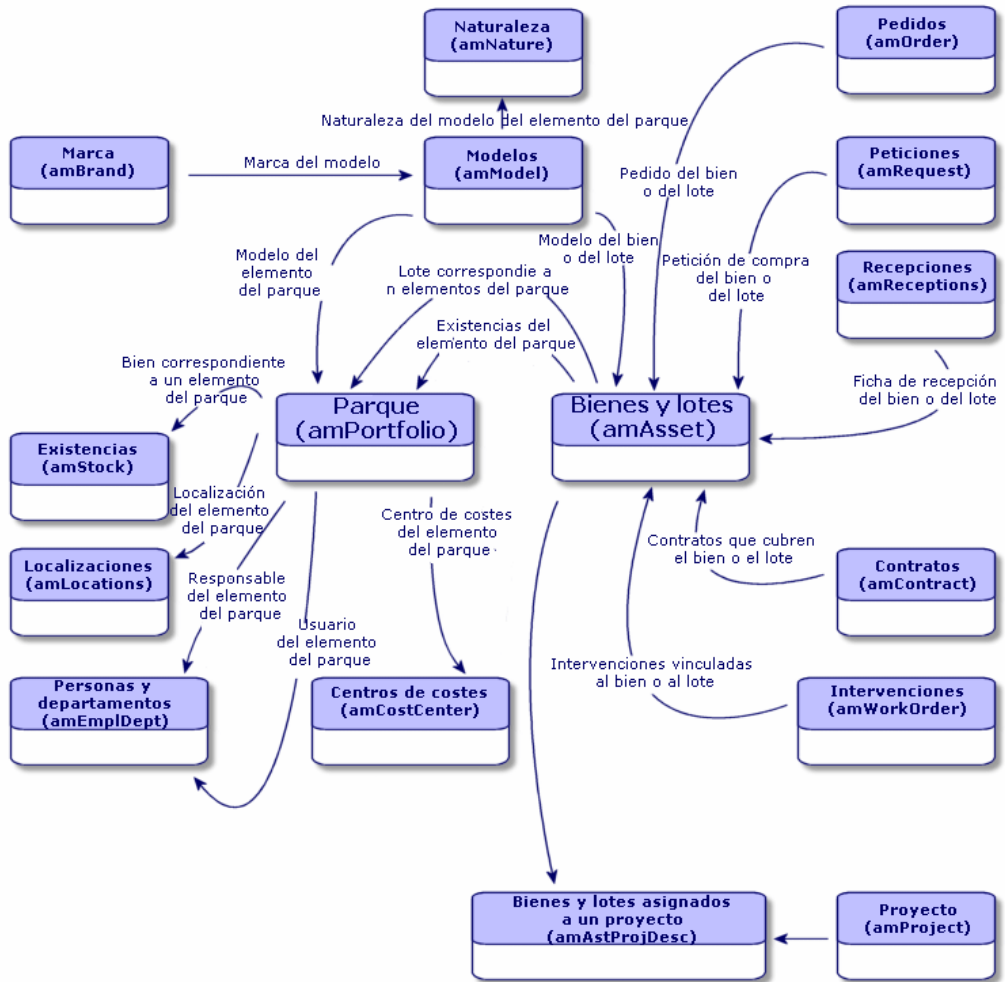 Naturaleza
(amNature)
Pedidos
(amOrder)
Naturaleza del modelo del elemento del parque
Marca
(amBrand)
Marca del modelo
Modelos
(amModel)
Pedido del bien
o del lote
Peticiones
(amRequest)
Modelo del
elemento
del parque
Lote correspondie a
n elementos del parque
Modelo del bien
o del lote
Petición de compra
del bien o
del lote
Recepciones
(amReceptions)
Existencias del
elemento del parque
Bien correspondiente
a un elemento
del parque
Ficha de recepción
del bien o del lote
Parque
(amPortfolio)
Bienes y lotes
(amAsset)
Existencias
(amStock)
Localización
del elemento
del parque
Centro de costes
del elemento
del parque
Contratos que cubren
el bien o el lote
Localizaciones
(amLocations)
Contratos
(amContract)
Responsable
del elemento
del parque
Usuario
del elemento
del parque
Intervenciones vinculadas
al bien o al lote
Personas y
departamentos
(amEmplDept)
Centros de costes
(amCostCenter)
Intervenciones
(amWorkOrder)
Bienes y lotes asignados
a un proyecto
(amAstProjDesc)
Proyecto
(amProject)